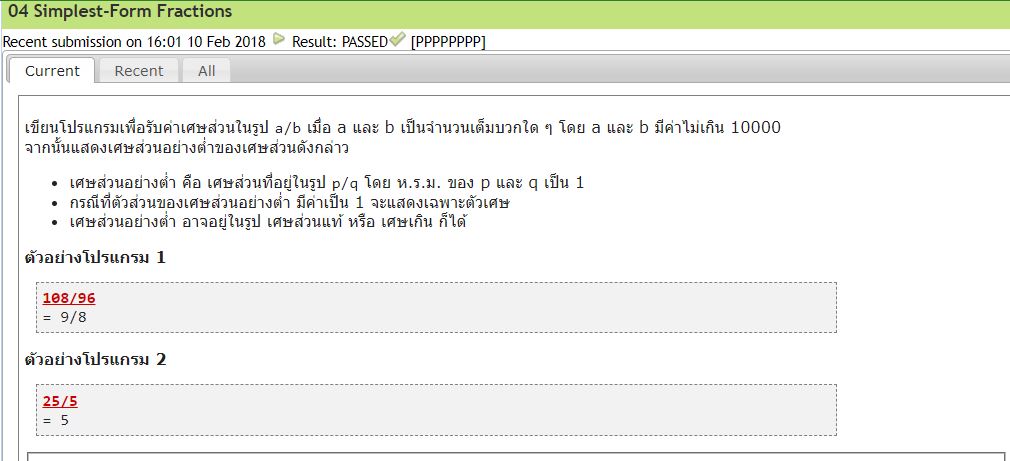 04 Simplest-Form Fractions
Recent submission on 16:01 10 Feb 2018 Result: PASSED [PPPPPPPP]
Current Recent All
เขียนโปรแกรมเพื่อรับค่าเศษส่วนในรูป a/b เมื่อ a และ b เป็นจำนวนเต็มบวกใด ๆ โดย a และ b มีค่าไม่เกิน 10000
จากนั้นแสดงเศษส่วนอย่างต่ำของเศษส่วนดังกล่าว
• เศษส่วนอย่างต่ำ คือ เศษส่วนที่อยู่ในรูป p/q โดย ห.ร.ม. ของ p และ q เป็น 1
• กรณีที่ตัวส่วนของเศษส่วนอย่างต่ำ มีค่าเป็น 1 จะแสดงเฉพาะตัวเศษ
• เศษส่วนอย่างต่ำ อาจอยู่ในรูป เศษส่วนแท้ หรือ เศษเกิน ก็ได้
ตัวอย่างโปรแกรม 1
108/96
= 9/8
ตัวอย่างโปรแกรม 2
25/5
= 5